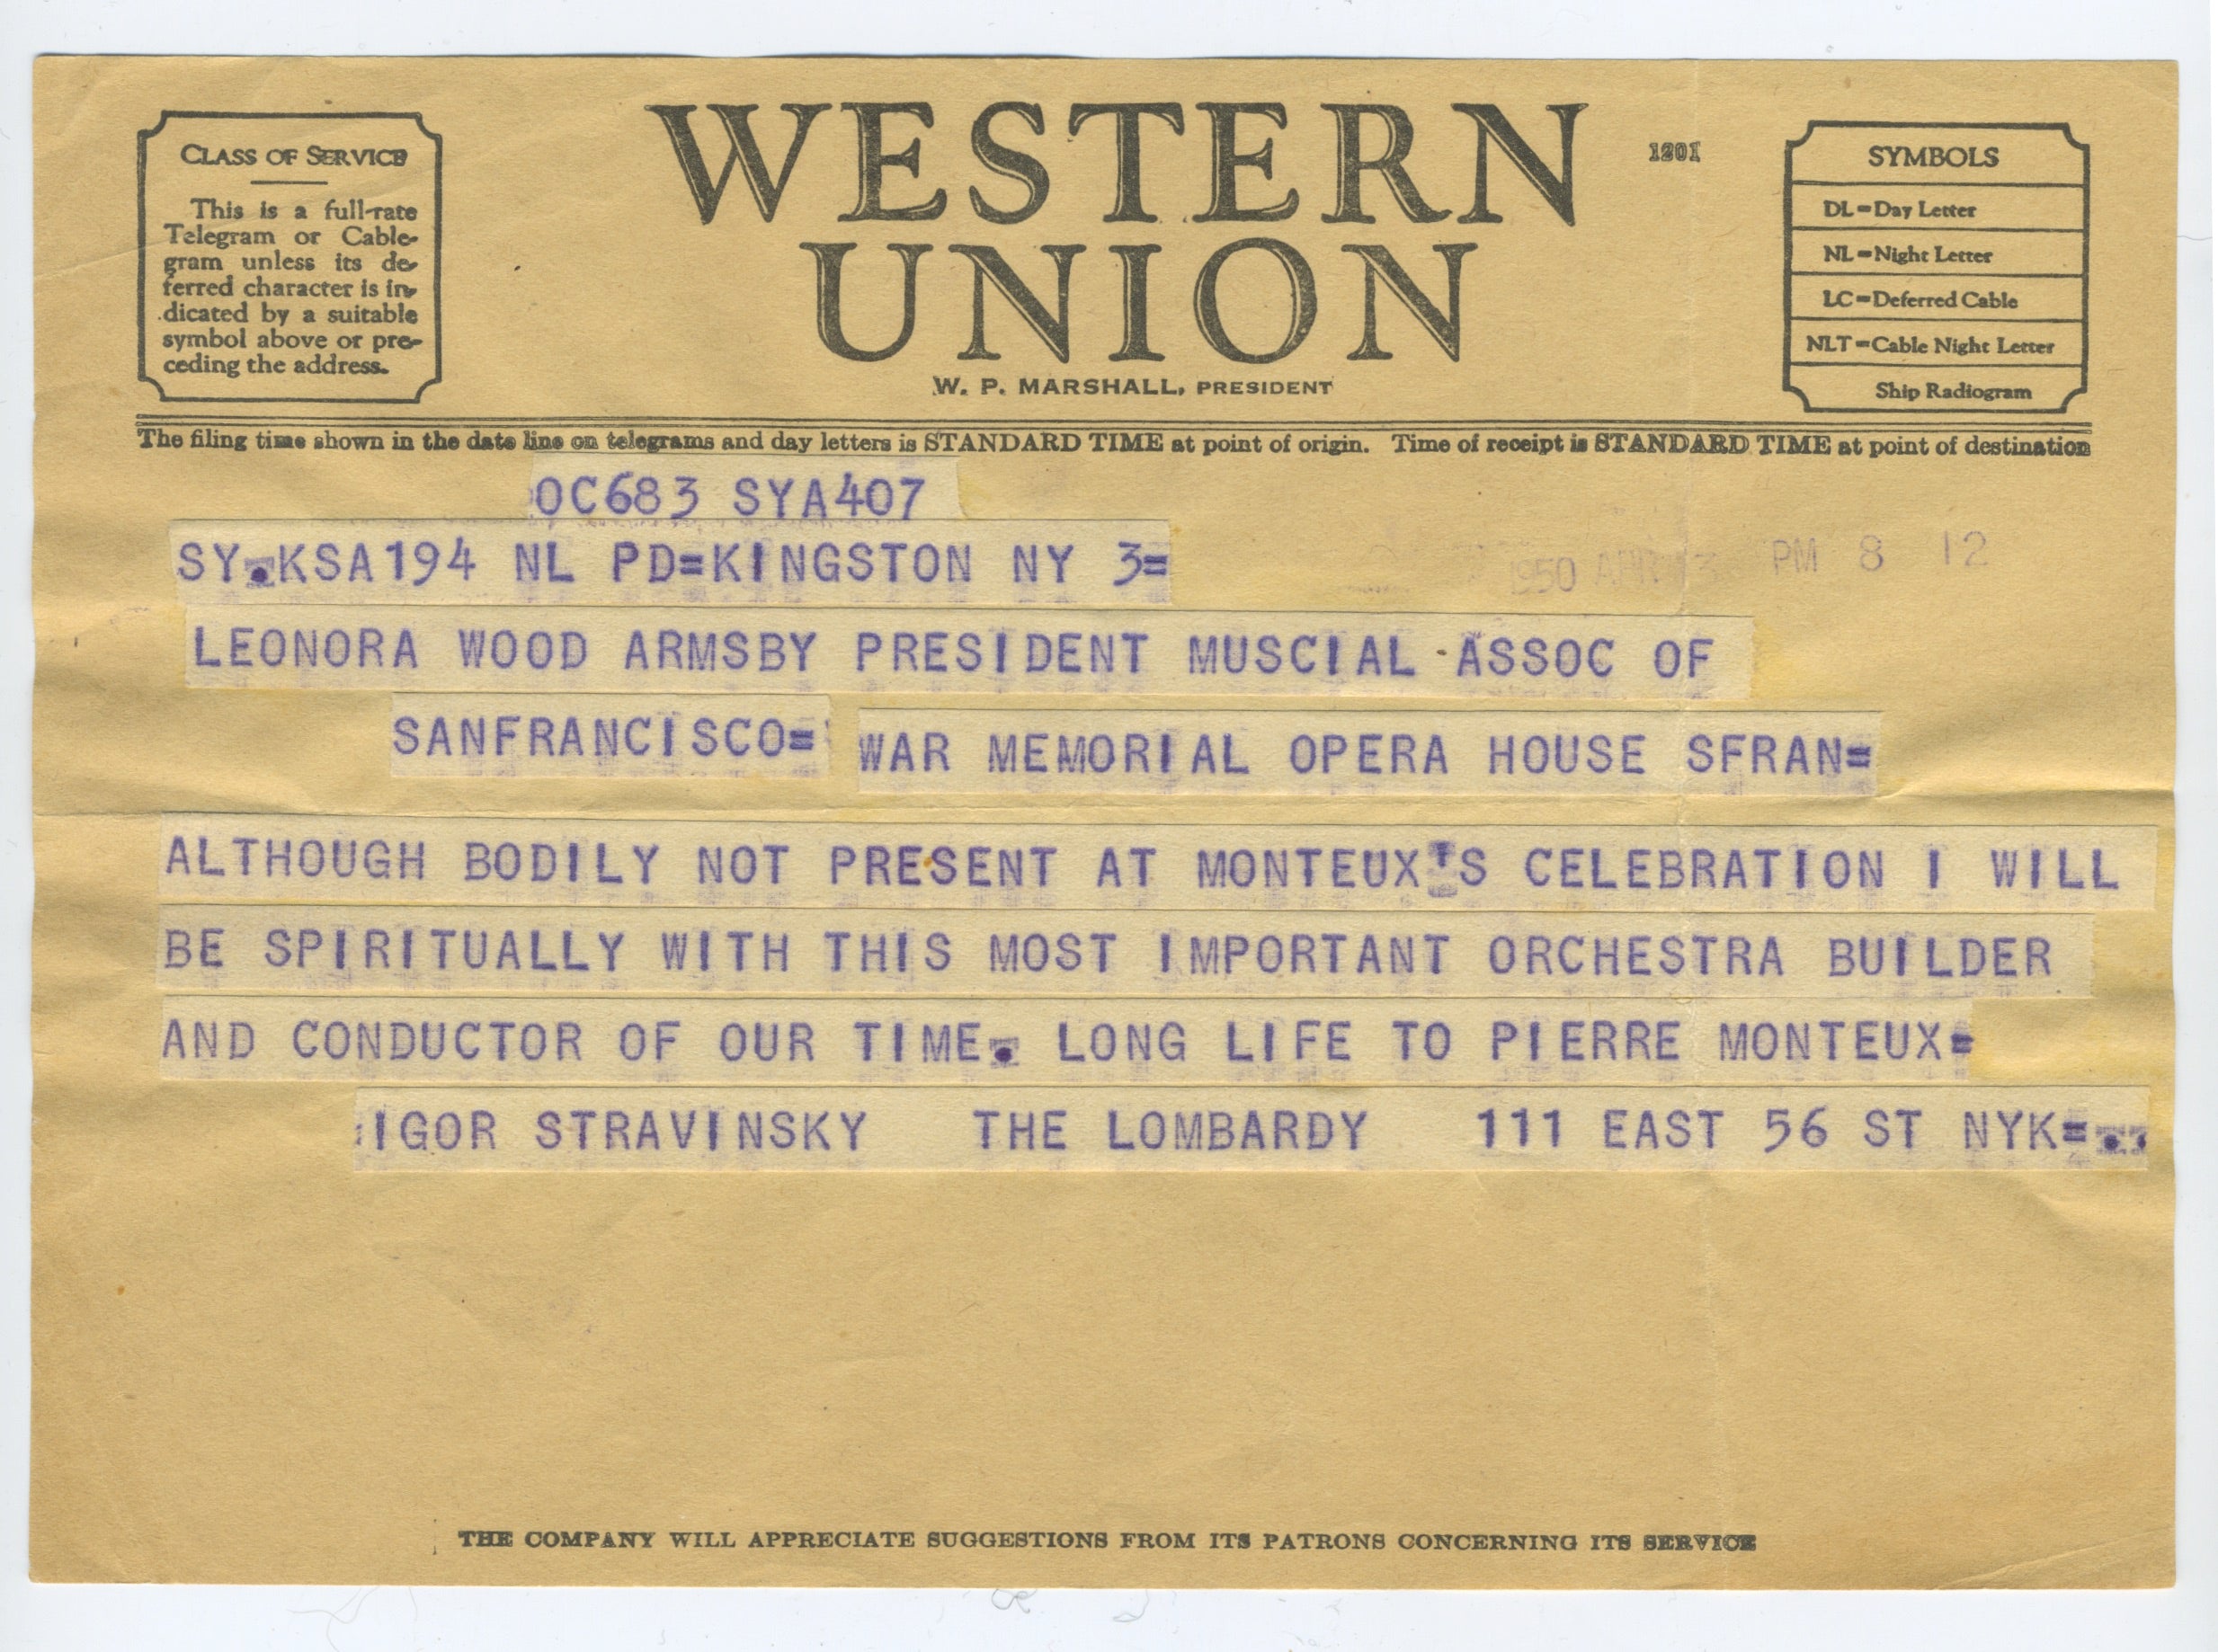 CLASS OF SERVICE
This is a full-rate
Telegram or Cable-
gram unless its de-
ferred character is in-
dicated by a suitable
symbol above or pre-
ceding the address.
WESTERN
UNION
W. P. MARSHALL, PRESIDENT
1201
SYMBOLS
DL=Day Letter
NL=Night Letter
LC=Deferred Cable
NLT=Cable Night Letter
Ship Radiogram
The filing time shown in the date line on telegrams and day letters is STANDARD TIME at point of origin. Time of receipt is STANDARD TIME at point of destination
OC683 SYA407
SY.KSA194 NL PD=KINGSTON NY 3=
1950 APR 3 PM 8 12
LEONORA WOOD ARMSBY PRESIDENT MUSCIAL ASSOC OF
SANFRANCISCO= WAR MEMORIAL OPERA HOUSE SFRAN=
ALTHOUGH BODILY NOT PRESENT AT MONTEUX'S CELEBRATION I WILL
BE SPIRITUALLY WITH THIS MOST IMPORTANT ORCHESTRA BUILDER
AND CONDUCTOR OF OUR TIME. LONG LIFE TO PIERRE MONTEUX=
IGOR STRAVINSKY THE LOMBARDY 111 EAST 56 ST NYK=..
THE COMPANY WILL APPRECIATE SUGGESTIONS FROM ITS PATRONS CONCERNING ITS SERVICE